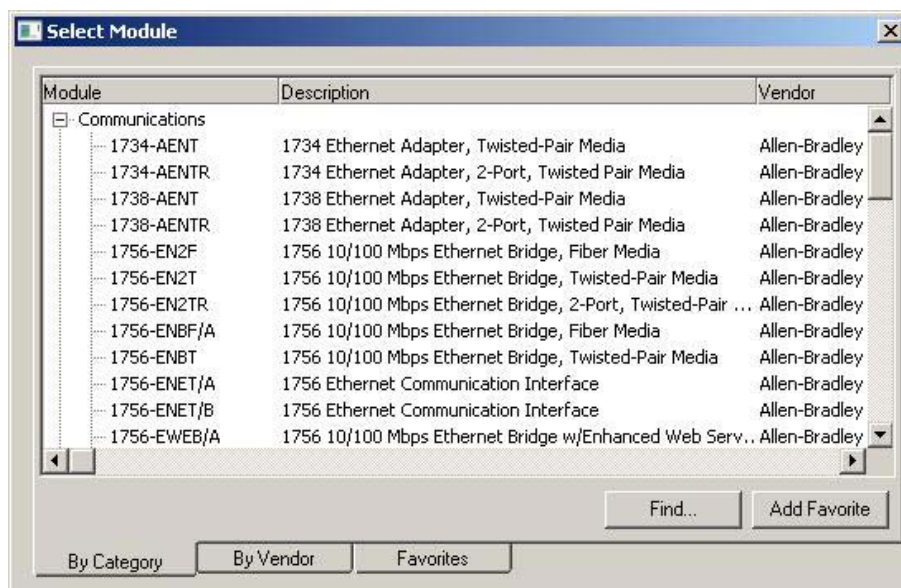 Select Module
Module Description Vendor
Communications
1734-AENT 1734 Ethernet Adapter, Twisted-Pair Media Allen-Bradley
1734-AENTR 1734 Ethernet Adapter, 2-Port, Twisted Pair Media Allen-Bradley
1738-AENT 1738 Ethernet Adapter, Twisted-Pair Media Allen-Bradley
1738-AENTR 1738 Ethernet Adapter, 2-Port, Twisted Pair Media Allen-Bradley
1756-EN2F 1756 10/100 Mbps Ethernet Bridge, Fiber Media Allen-Bradley
1756-EN2T 1756 10/100 Mbps Ethernet Bridge, Twisted-Pair Media Allen-Bradley
1756-EN2TR 1756 10/100 Mbps Ethernet Bridge, 2-Port, Twisted-Pair ... Allen-Bradley
1756-ENBF/A 1756 10/100 Mbps Ethernet Bridge, Fiber Media Allen-Bradley
1756-ENBT 1756 10/100 Mbps Ethernet Bridge, Twisted-Pair Media Allen-Bradley
1756-ENET/A 1756 Ethernet Communication Interface Allen-Bradley
1756-ENET/B 1756 Ethernet Communication Interface Allen-Bradley
1756-EWEB/A 1756 10/100 Mbps Ethernet Bridge w/Enhanced Web Serv.. Allen-Bradley
Find... Add Favorite
By Category By Vendor Favorites